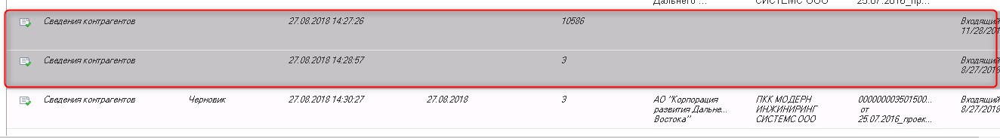 Дальнего ... СИСТЕМС ООО 25.07.2016_пр...
Сведения контрагентов 27.08.2018 14:27:26 10586 Входящий
11/28/201
Сведения контрагентов 27.08.2018 14:28:57 3 Входящий
8/27/2018
Сведения контрагентов Черновик 27.08.2018 14:30:27 27.08.2018 3 АО "Корпорация ПКК МОДЕРН 000000003501500... Входящий
развития Дальне... ИНЖИНИРИНГ от 8/27/2018
Востока" СИСТЕМС ООО 25.07.2016_проек...